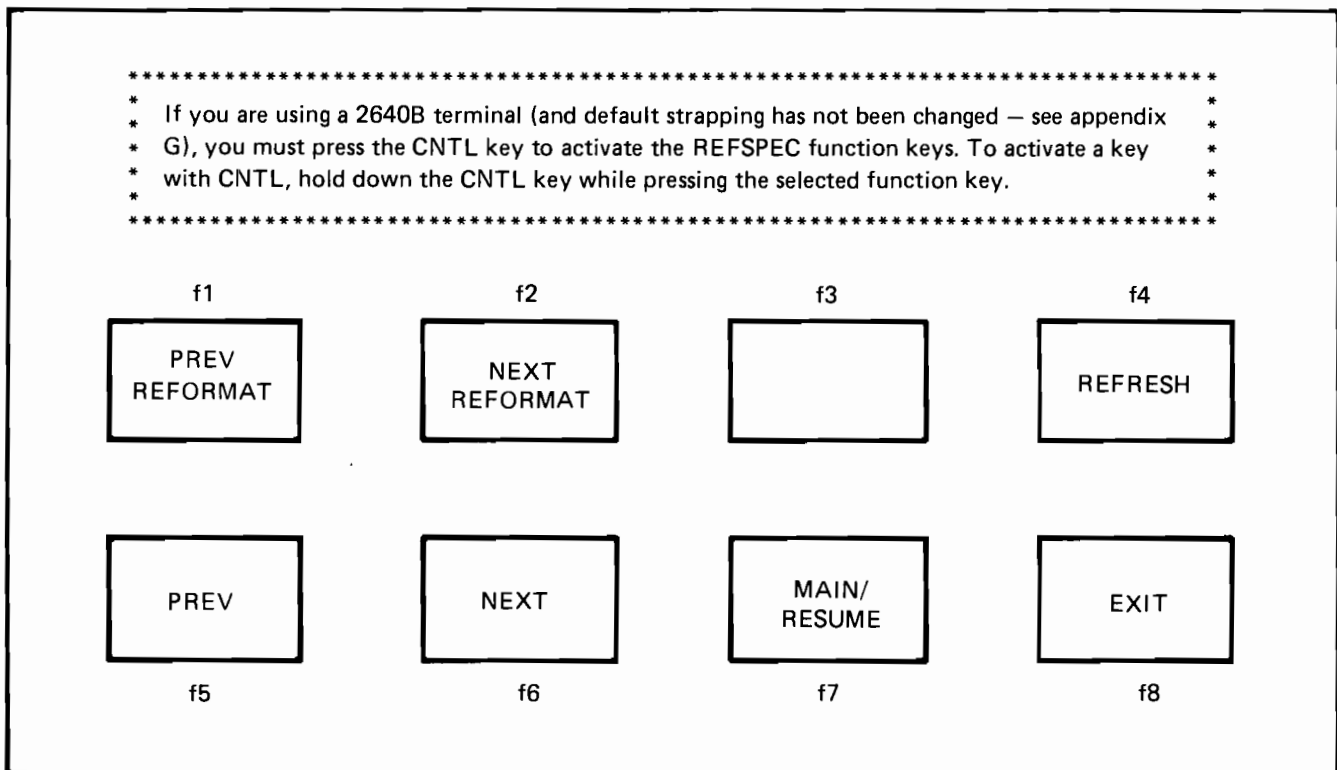 ************************************************************************************
* If you are using a 2640B terminal (and default strapping has not been changed — see appendix *
* G), you must press the CNTL key to activate the REFSPEC function keys. To activate a key *
* with CNTL, hold down the CNTL key while pressing the selected function key. *
************************************************************************************
f1 f2 f3 f4
PREV
REFORMAT
NEXT
REFORMAT
REFRESH
PREV
NEXT
MAIN/
RESUME
EXIT
f5 f6 f7 f8